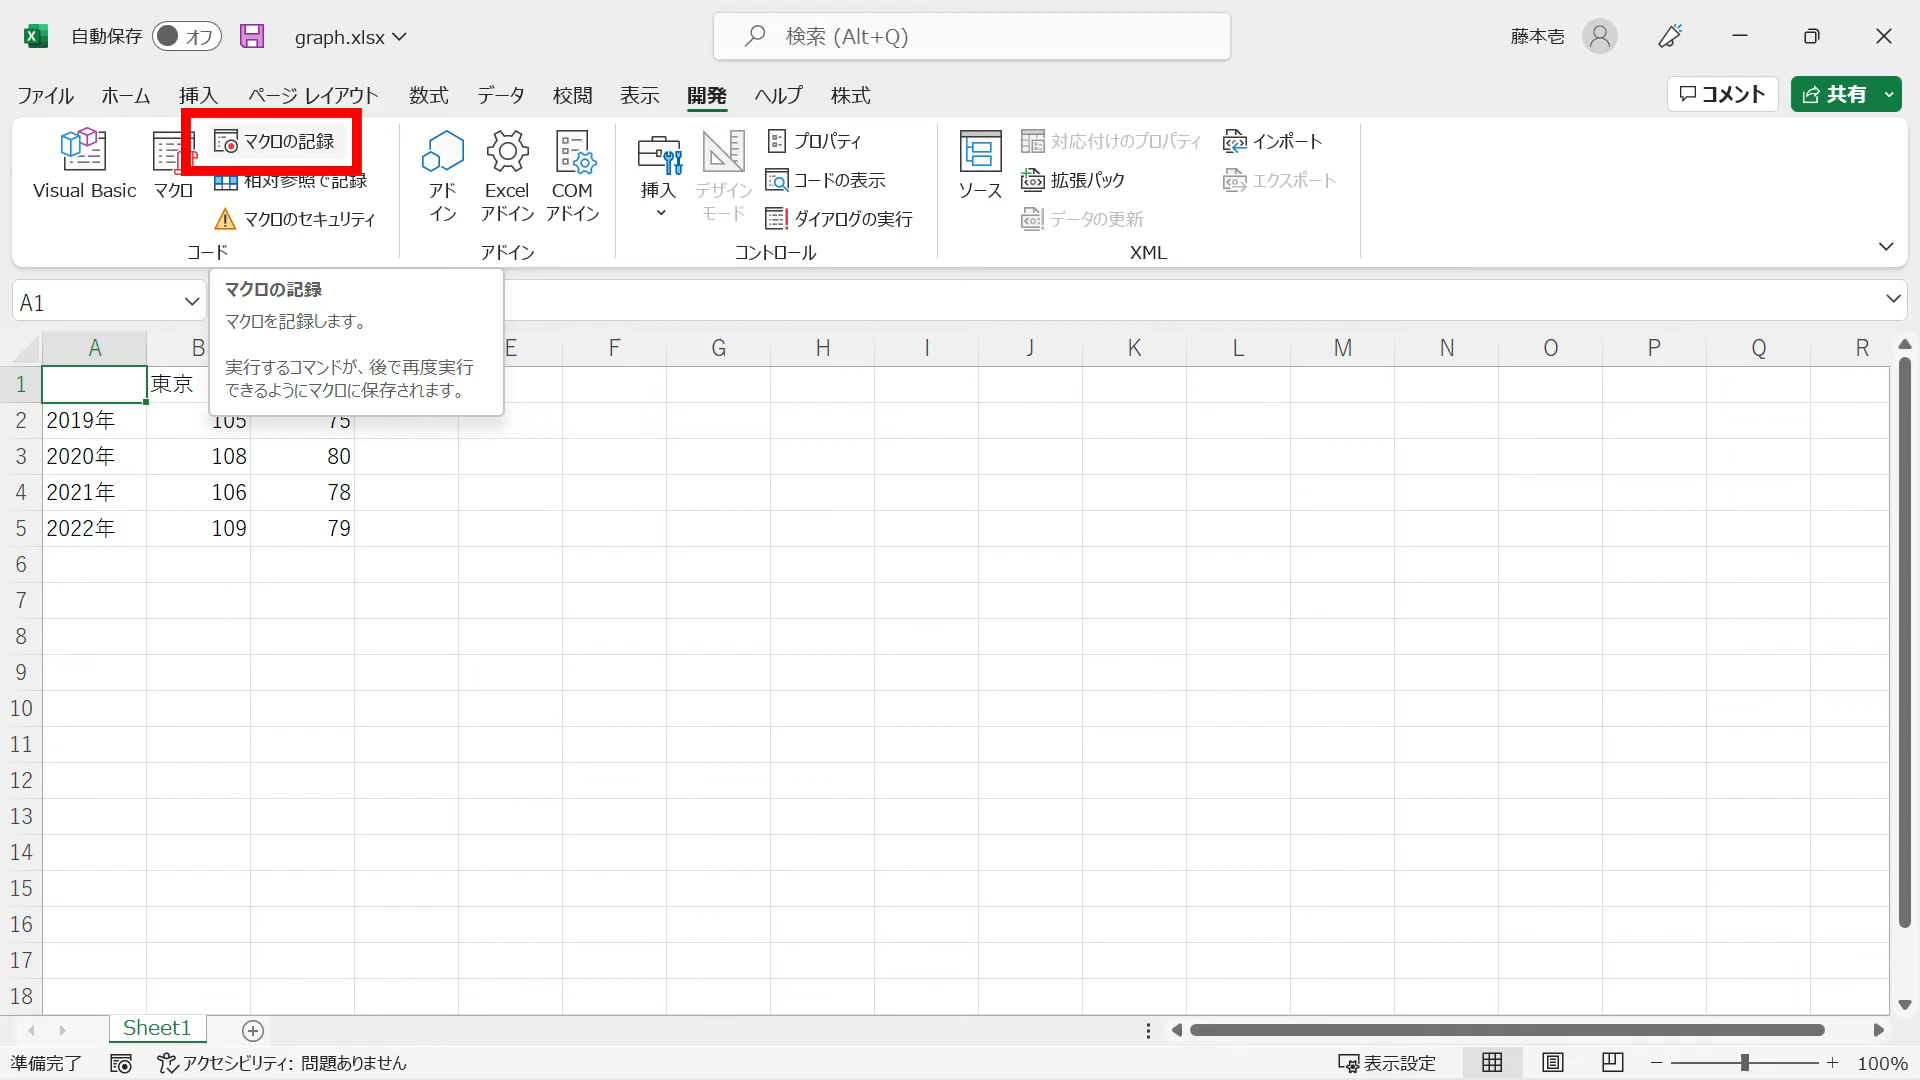 自動保存 オフ graph.xlsx 検索 (Alt+Q) 藤本壱
ファイル ホーム 挿入 ページ レイアウト 数式 データ 校閲 表示 開発 ヘルプ 株式 コメント 共有
Visual Basic
マクロ
マクロの記録
相対参照で記録
マクロのセキュリティ
コード
アド
イン
Excel
アドイン
COM
アドイン
アドイン
挿入
デザイン
モード
プロパティ
コードの表示
ダイアログの実行
コントロール
ソース
対応付けのプロパティ
拡張パック
データの更新
インポート
エクスポート
XML
A1
マクロの記録
マクロを記録します。
実行するコマンドが、後で再度実行
できるようにマクロに保存されます。
A B E F G H I J K L M N O P Q R
1 東京
2 2019年 105 75
3 2020年 108 80
4 2021年 106 78
5 2022年 109 79
6
7
8
9
10
11
12
13
14
15
16
17
18
Sheet1
準備完了 アクセシビリティ: 問題ありません 表示設定 100%